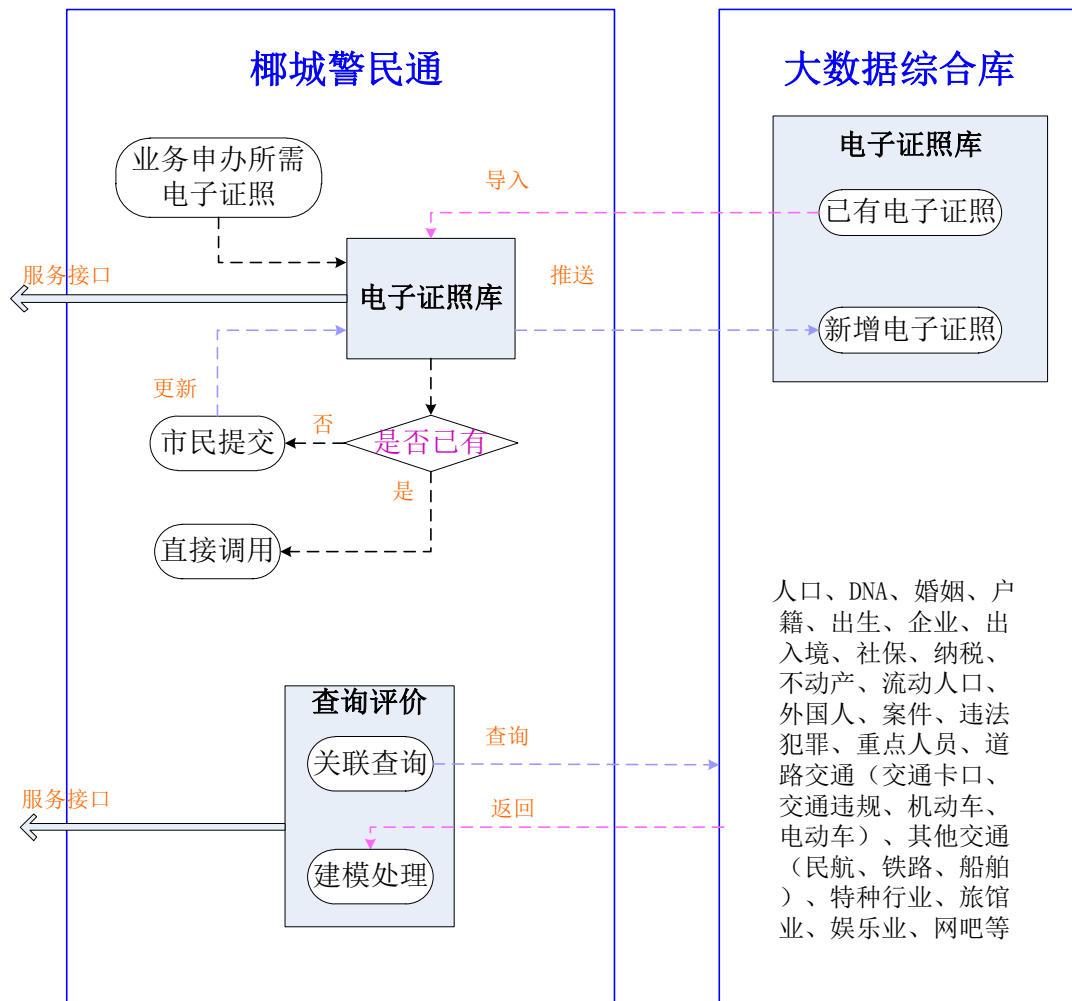 椰城警民通
大数据综合库
业务申办所需
电子证照
电子证照库
导入
已有电子证照
服务接口
电子证照库
推送
新增电子证照
更新
市民提交
否
是否已有
是
直接调用
人口、DNA、婚姻、户
籍、出生、企业、出
入境、社保、纳税、
不动产、流动人口、
外国人、案件、违法
犯罪、重点人员、道
路交通（交通卡口、
交通违规、机动车、
电动车）、其他交通
（民航、铁路、船舶
）、特种行业、旅馆
业、娱乐业、网吧等
查询评价
关联查询
查询
服务接口
返回
建模处理